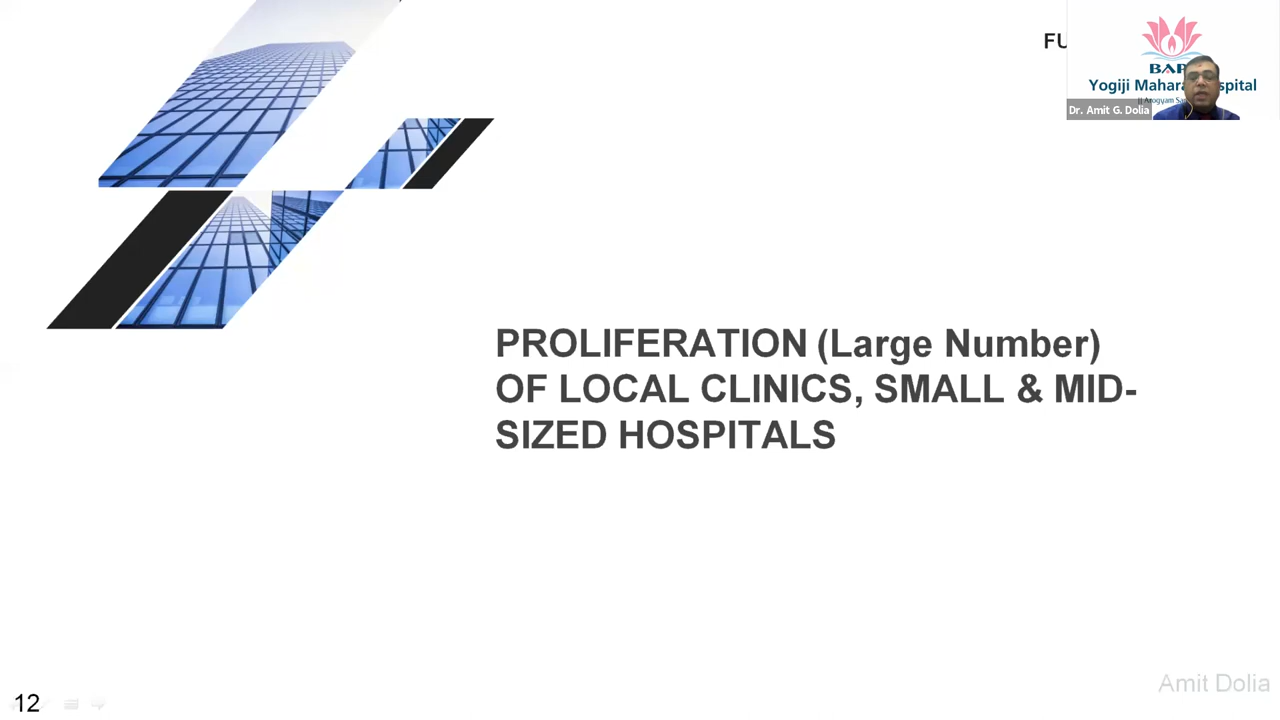 FU
BAP
Yogiji Mahara spital
Dr. Amit G. Dolia
PROLIFERATION (Large Number)
OF LOCAL CLINICS, SMALL & MID-
SIZED HOSPITALS
Amit Dolia
12